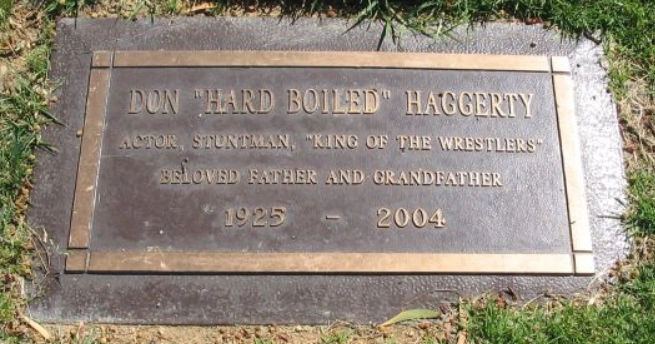 DON "HARD BOILED" HAGGERTY
ACTOR, STUNTMAN, "KING OF THE WRESTLERS"
BELOVED FATHER AND GRANDFATHER
1925 - 2004